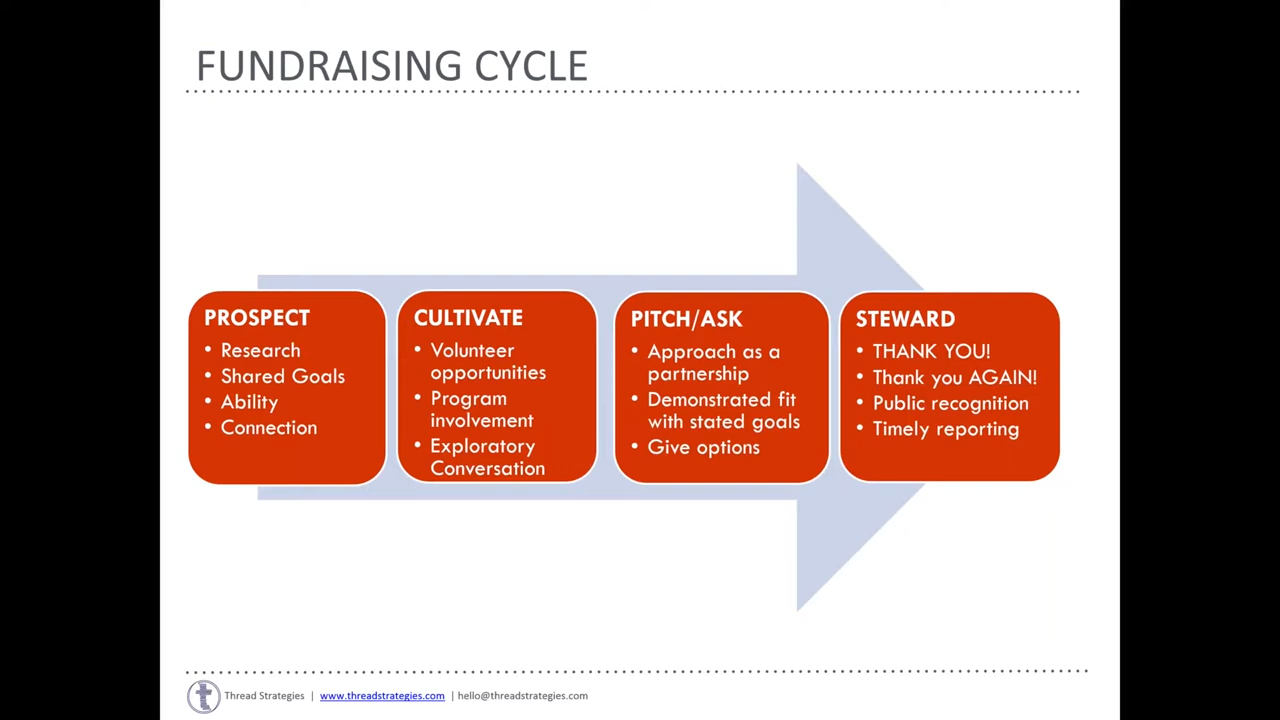 FUNDRAISING CYCLE
PROSPECT
• Research
• Shared Goals
• Ability
• Connection
CULTIVATE
• Volunteer
opportunities
• Program
involvement
• Exploratory
Conversation
PITCH/ASK
• Approach as a
partnership
• Demonstrated fit
with stated goals
• Give options
STEWARD
• THANK YOU!
• Thank you AGAIN!
• Public recognition
• Timely reporting
t Thread Strategies | www.threadstrategies.com | hello@threadstrategies.com